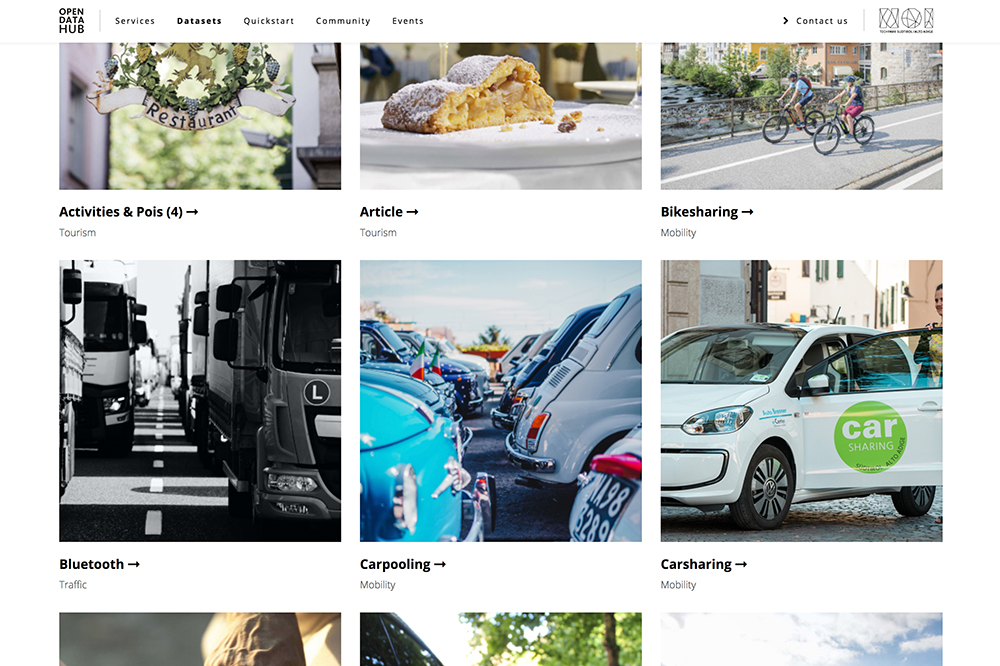 OPEN
DATA
HUB
Services
Datasets
Quickstart
Community
Events
Contact us
NOI
TECHPARK SÜDTIROL / ALTO ADIGE
Restaurant
Activities & Pois (4) →
Tourism
Article →
Tourism
Bikesharing →
Mobility
L
car
SHARING
SÜDTIROL ALTO ADIGE
Bluetooth →
Traffic
Carpooling →
Mobility
Carsharing →
Mobility